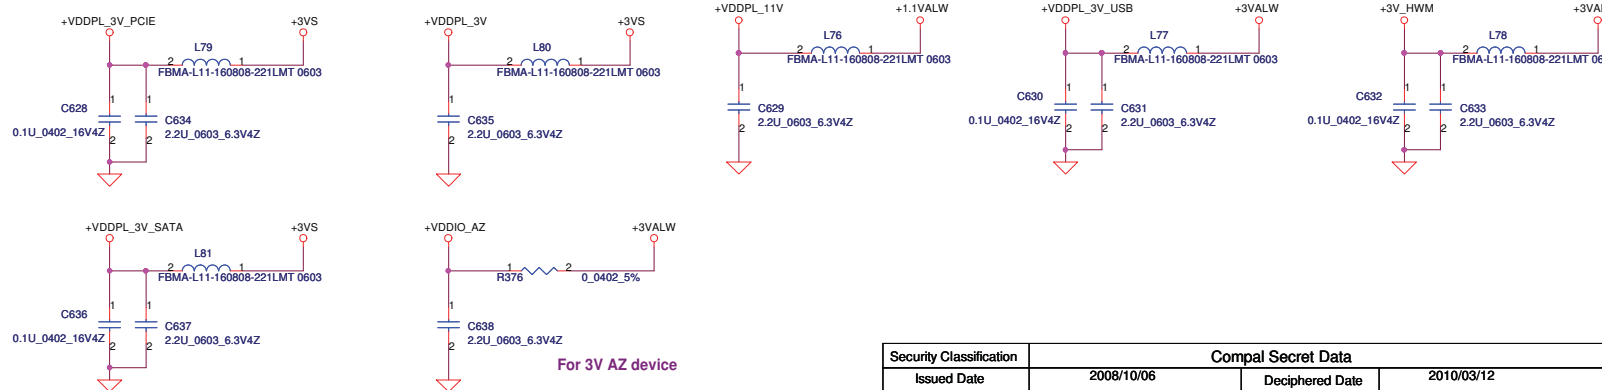 +VDDPL_3V_PCIE
+3VS
L79
2 1
FBMA-L11-160808-221LMT 0603
1 1
C628
C634
0.1U_0402_16V4Z
2.2U_0603_6.3V4Z
2 2
+VDDPL_3V
+3VS
L80
2 1
FBMA-L11-160808-221LMT 0603
1
C635
2.2U_0603_6.3V4Z
2
+VDDPL_11V
+1.1VALW
L76
2 1
FBMA-L11-160808-221LMT 0603
1
C629
2.2U_0603_6.3V4Z
2
+VDDPL_3V_USB
+3VALW
L77
2 1
FBMA-L11-160808-221LMT 0603
1 1
C630
C631
0.1U_0402_16V4Z
2.2U_0603_6.3V4Z
2 2
+3V_HWM
L78
2 1
1 1
C632
C633
0.1U_0402_16V4Z
2.2U_0603_6.3V4Z
2 2
+VDDPL_3V_SATA
+3VS
L81
2 1
FBMA-L11-160808-221LMT 0603
1 1
C636
C637
0.1U_0402_16V4Z
2.2U_0603_6.3V4Z
2 2
+VDDIO_AZ
+3VALW
1 2
R376
0_0402_5%
1
C638
2.2U_0603_6.3V4Z
2
For 3V AZ device
Security Classification
Compal Secret Data
Issued Date
2008/10/06
Deciphered Date
2010/03/12